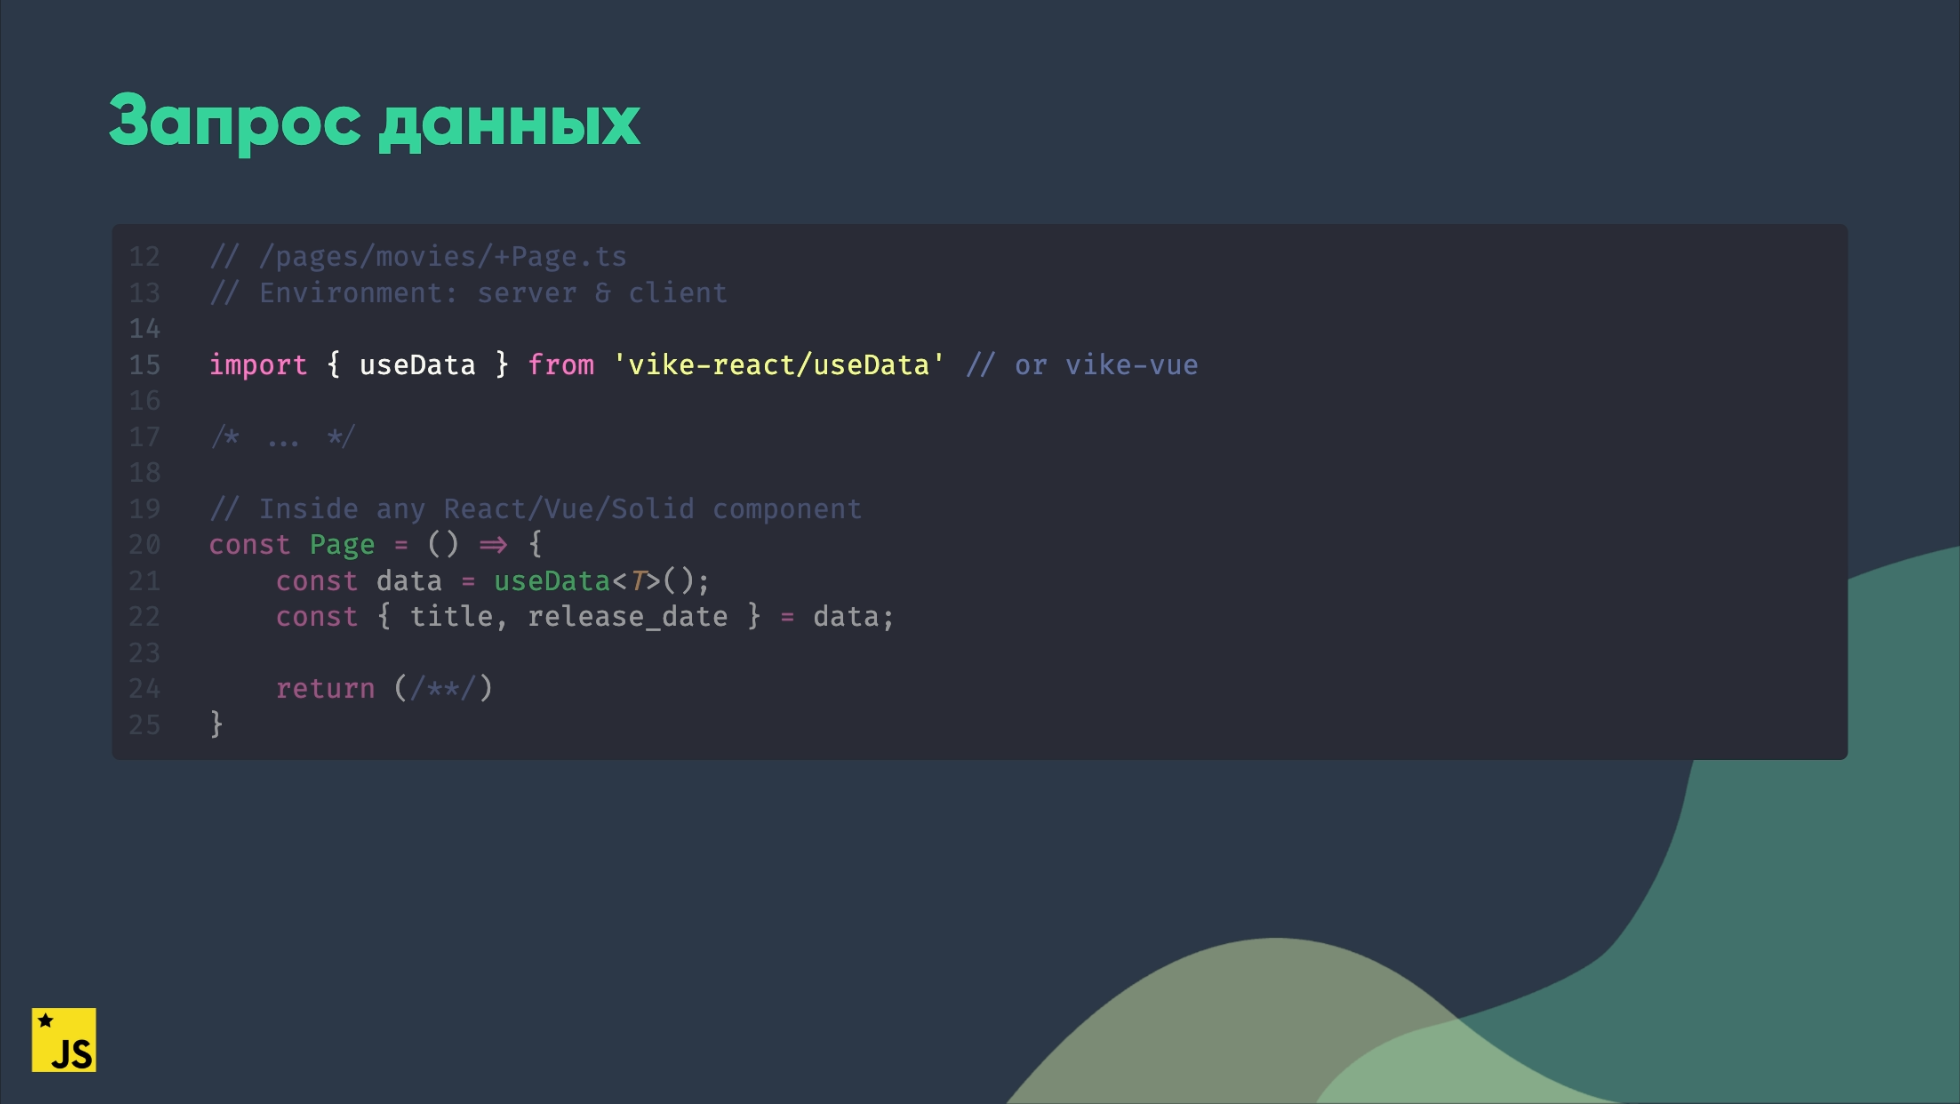 Запрос данных
12 // /pages/movies/+Page.ts
13 // Environment: server & client
14
15 import { useData } from 'vike-react/useData' // or vike-vue
16
17 /* ... */
18
19 // Inside any React/Vue/Solid component
20 const Page = () => {
21     const data = useData<T>();
22     const { title, release_date } = data;
23
24     return (/**/)
25 }
JS